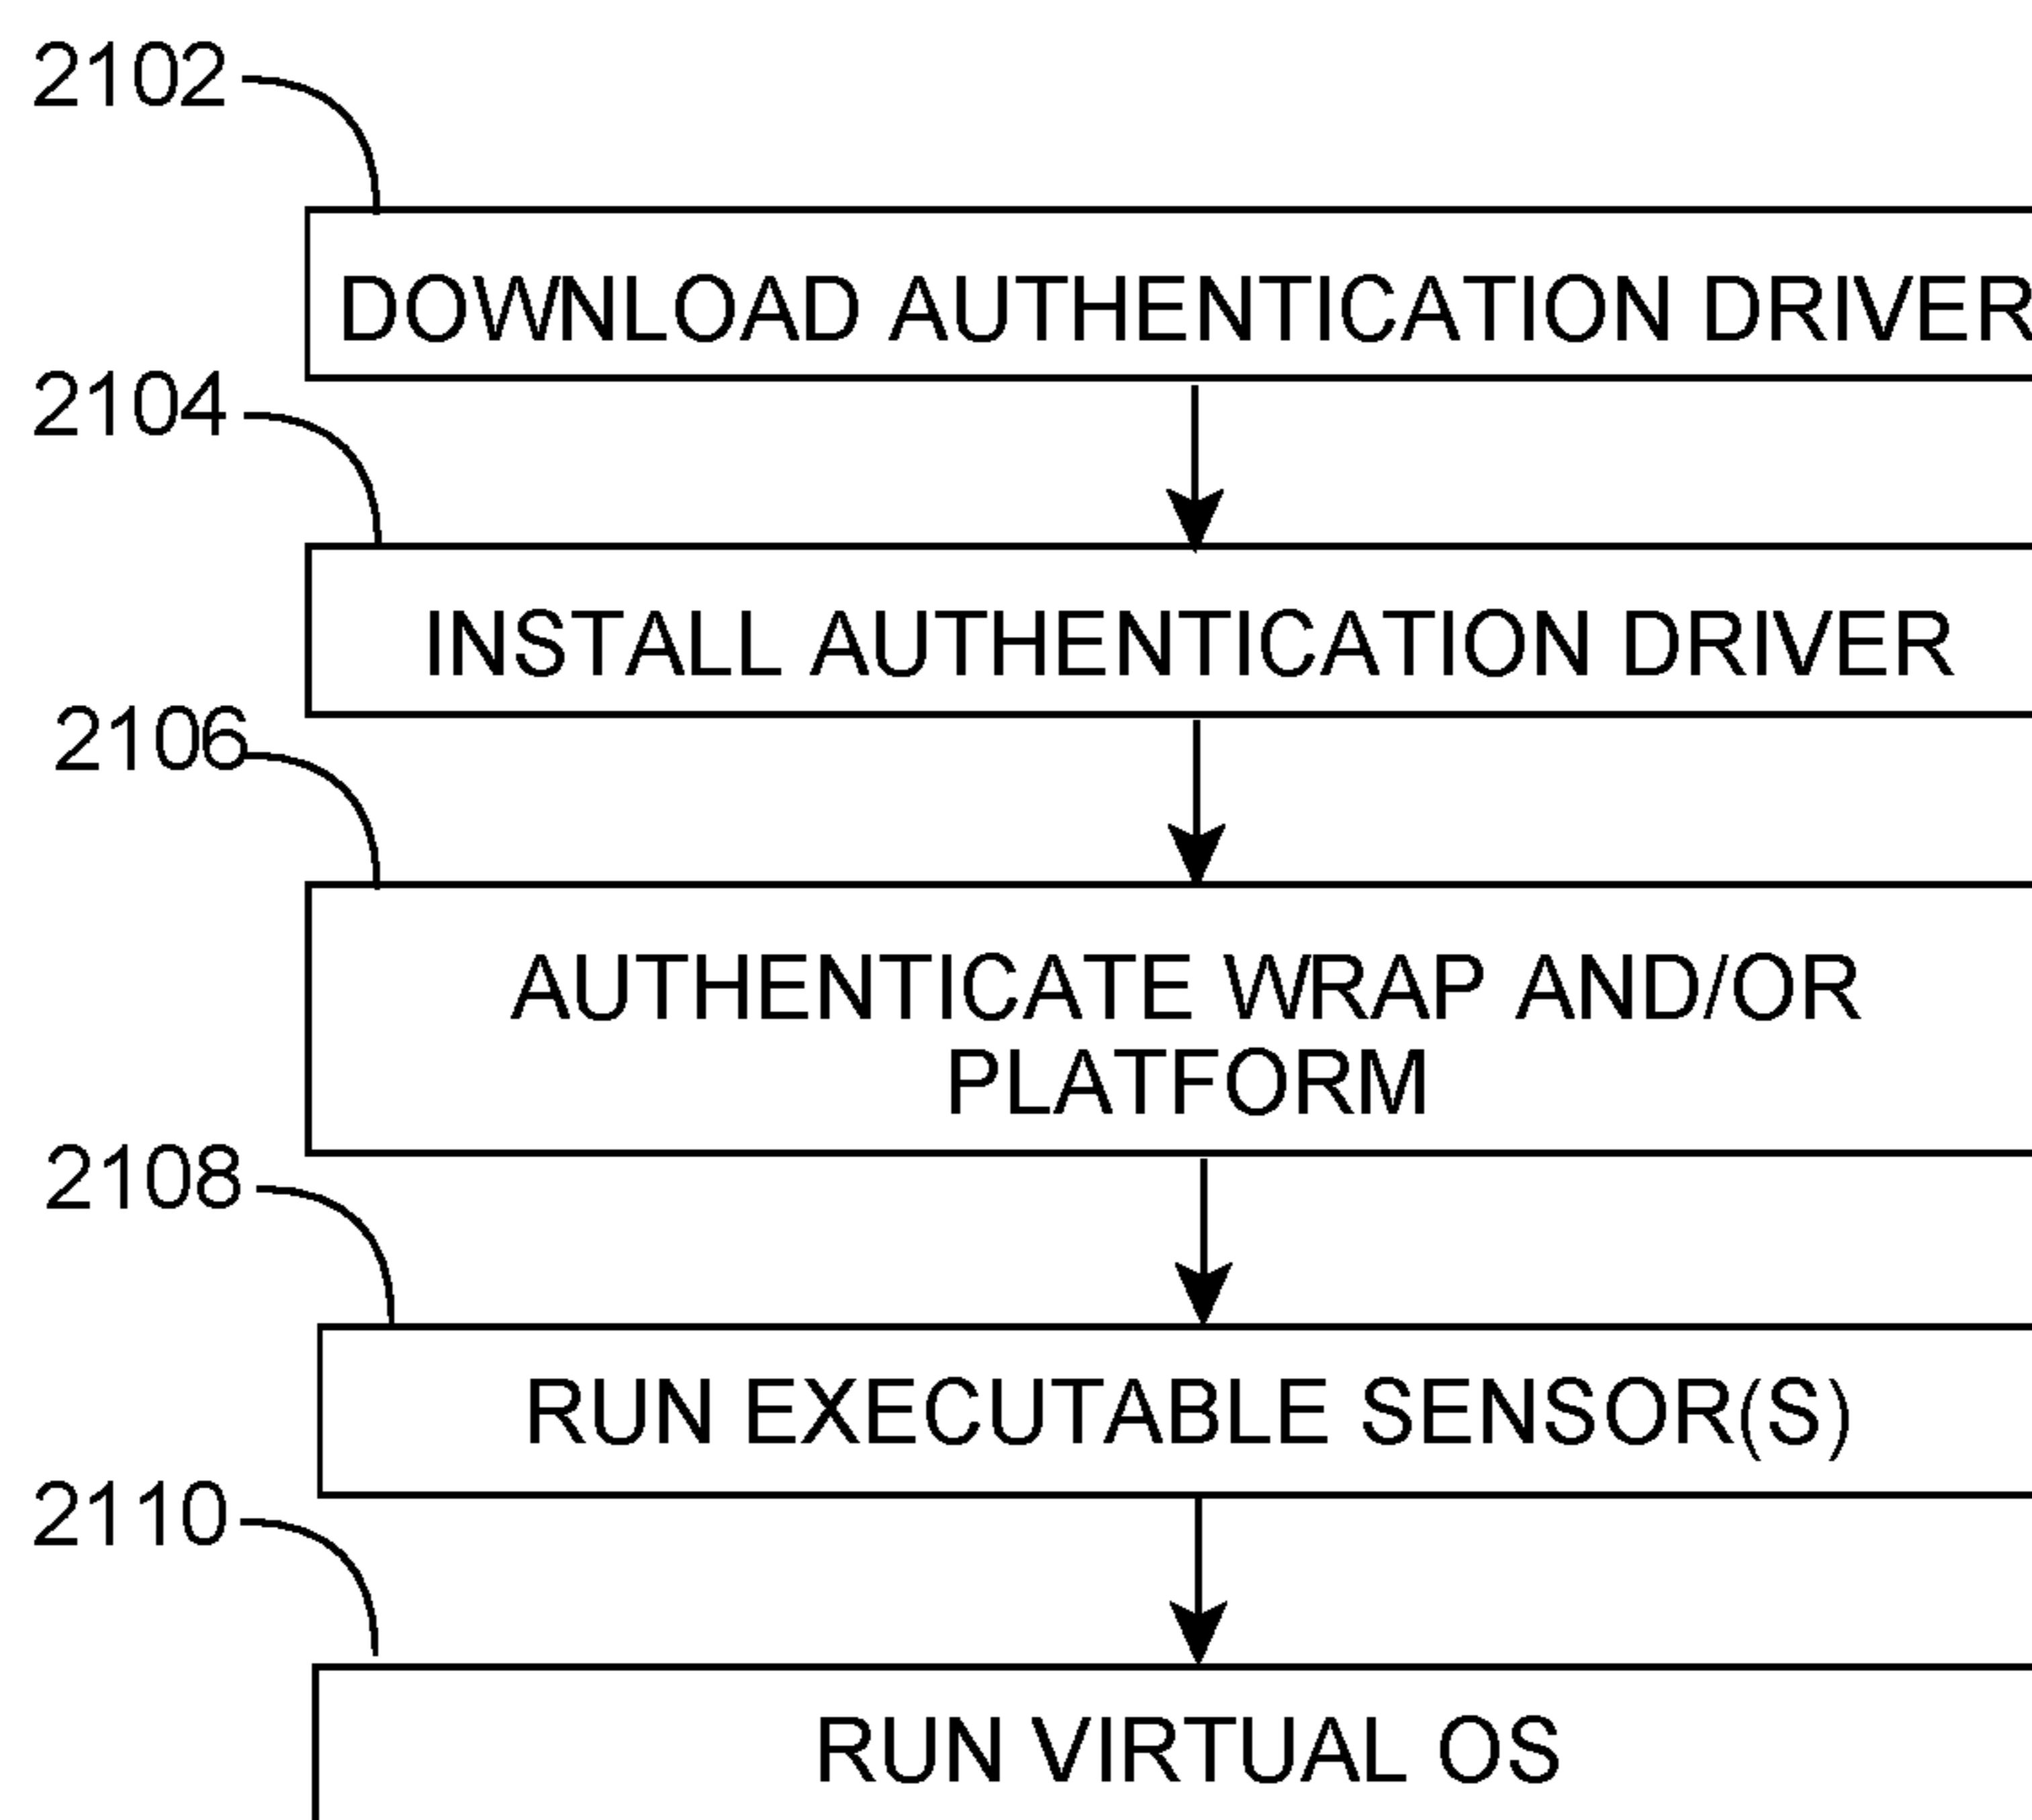 2102
DOWNLOAD AUTHENTICATION DRIVER
2104
INSTALL AUTHENTICATION DRIVER
2106
AUTHENTICATE WRAP AND/OR
PLATFORM
2108
RUN EXECUTABLE SENSOR(S)
2110
RUN VIRTUAL OS